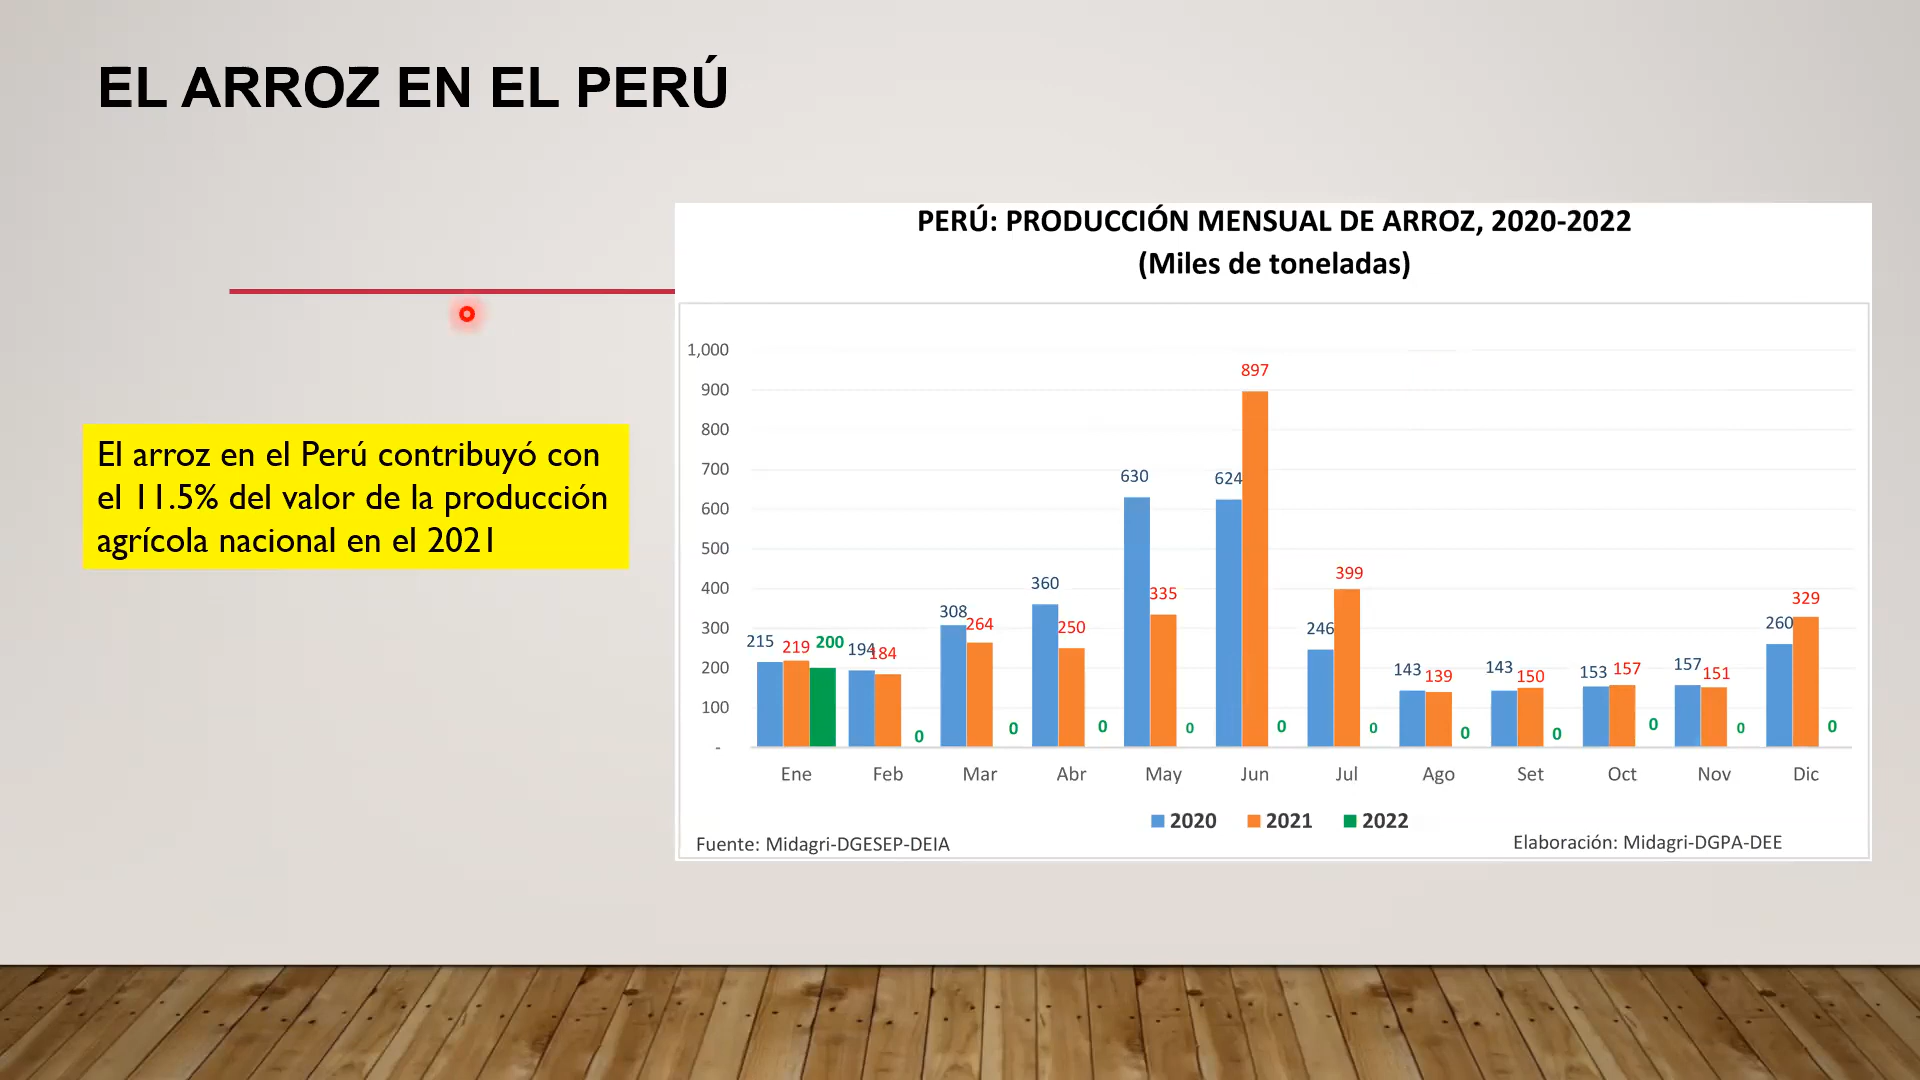 EL ARROZ EN EL PERÚ
El arroz en el Perú contribuyó con
el 11.5% del valor de la producción
agrícola nacional en el 2021
PERÚ: PRODUCCIÓN MENSUAL DE ARROZ, 2020-2022
(Miles de toneladas)
1,000
900
800
700
600
500
400
300
200
100
-
215 219 200
194 184 0
308 264 0
360 250 0
630 335 0
624 897 0
246 399 0
143 139 0
143 150 0
153 157 0
157 151 0
260 329 0
Ene Feb Mar Abr May Jun Jul Ago Set Oct Nov Dic
2020 2021 2022
Fuente: Midagri-DGESEP-DEIA
Elaboración: Midagri-DGPA-DEE